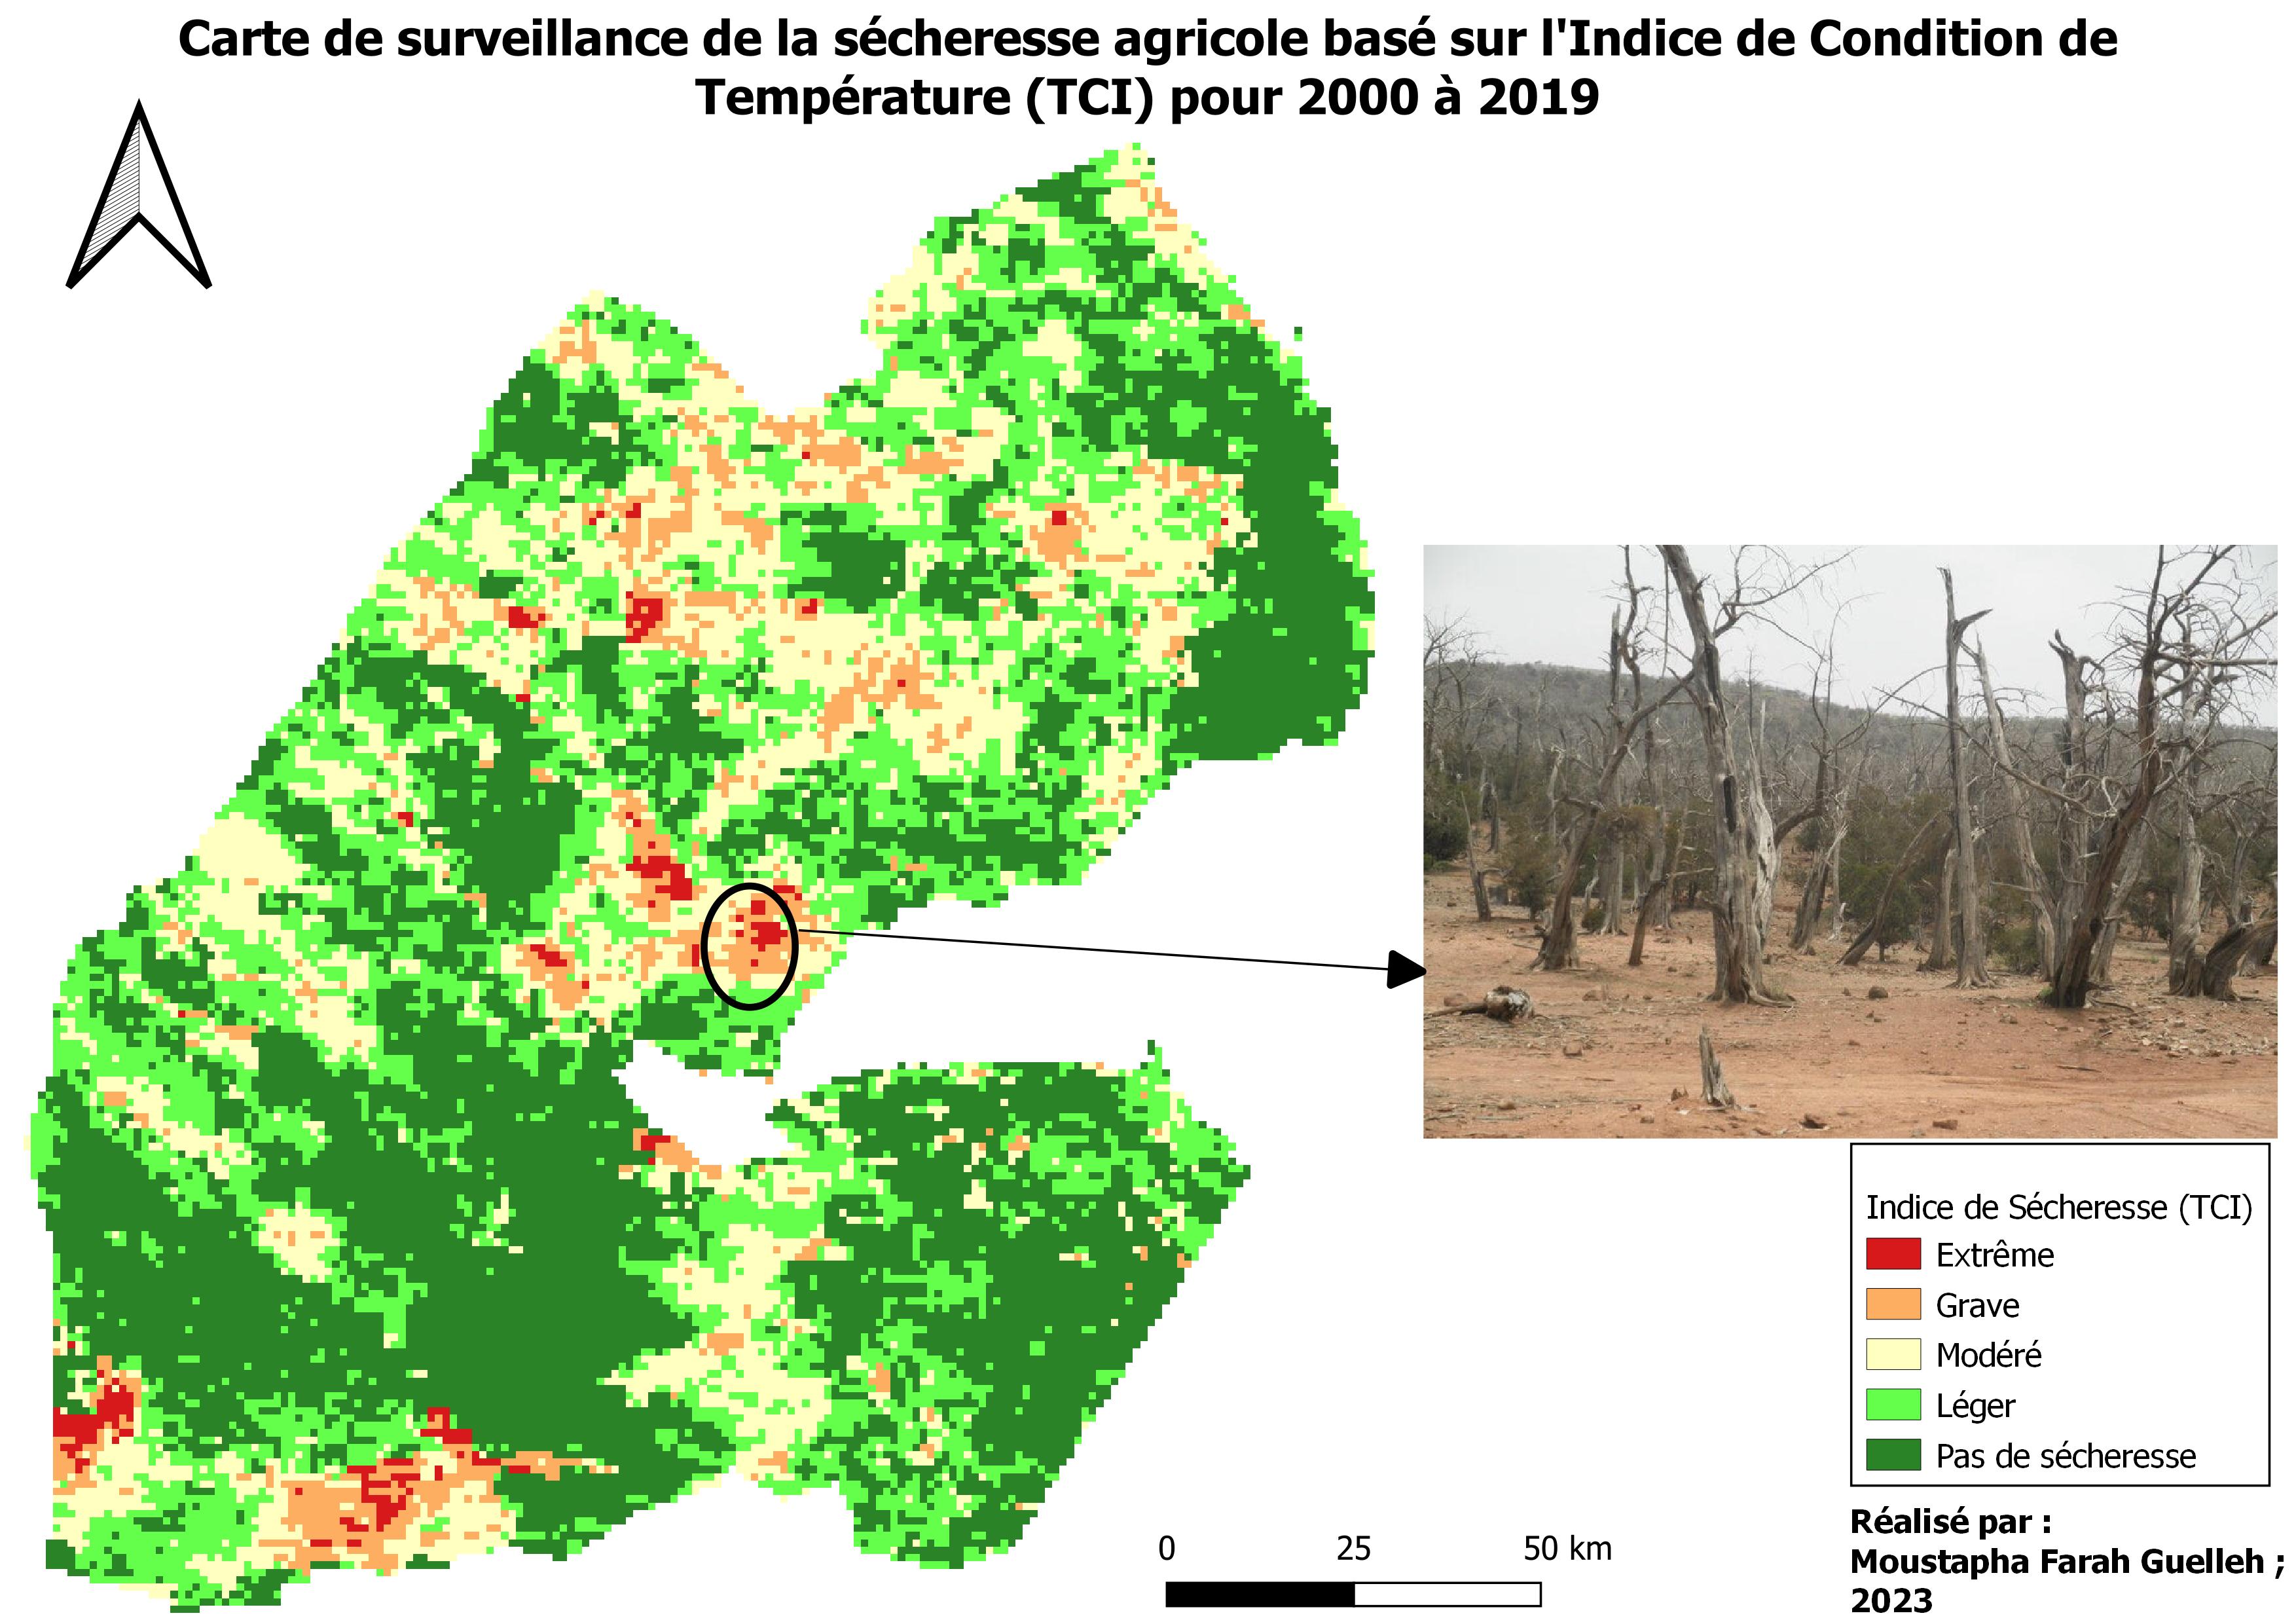 Carte de surveillance de la sécheresse agricole basé sur l'Indice de Condition de
Température (TCI) pour 2000 à 2019
Indice de Sécheresse (TCI)
Extrême
Grave
Modéré
Léger
Pas de sécheresse
0 25 50 km
Réalisé par :
Moustapha Farah Guelleh ;
2023